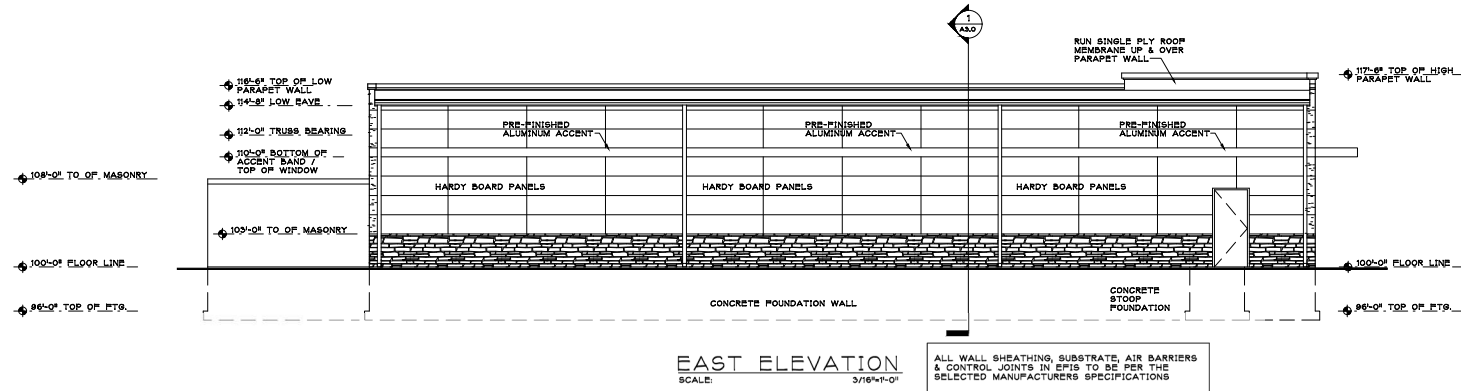 1
A3.0
RUN SINGLE PLY ROOF
MEMBRANE UP & OVER
PARAPET WALL
116'-6" TOP OF LOW
PARAPET WALL
117'-6" TOP OF HIGH
PARAPET WALL
114'-8" LOW EAVE
112'-0" TRUSS BEARING
PRE-FINISHED
ALUMINUM ACCENT
PRE-FINISHED
ALUMINUM ACCENT
PRE-FINISHED
ALUMINUM ACCENT
110'-0" BOTTOM OF
ACCENT BAND /
TOP OF WINDOW
108'-0" TO OF MASONRY
HARDY BOARD PANELS
HARDY BOARD PANELS
HARDY BOARD PANELS
103'-0" TO OF MASONRY
100'-0" FLOOR LINE
100'-0" FLOOR LINE
96'-0" TOP OF FTG.
CONCRETE FOUNDATION WALL
CONCRETE
STOOP
FOUNDATION
96'-0" TOP OF FTG.
EAST ELEVATION
SCALE: 3/16"=1'-0"
ALL WALL SHEATHING, SUBSTRATE, AIR BARRIERS
& CONTROL JOINTS IN EFIS TO BE PER THE
SELECTED MANUFACTURERS SPECIFICATIONS